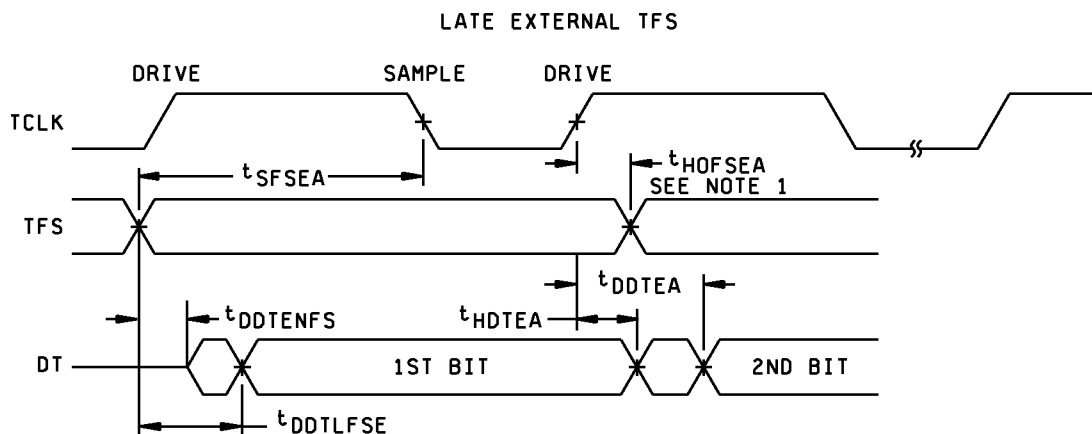 LATE EXTERNAL TFS
DRIVE SAMPLE DRIVE
TCLK
tSFSEA
tHOFSEA
SEE NOTE 1
TFS
tDDTEA
tDDTENFS
tHDTEA
DT
1ST BIT
2ND BIT
tDDTLFSE